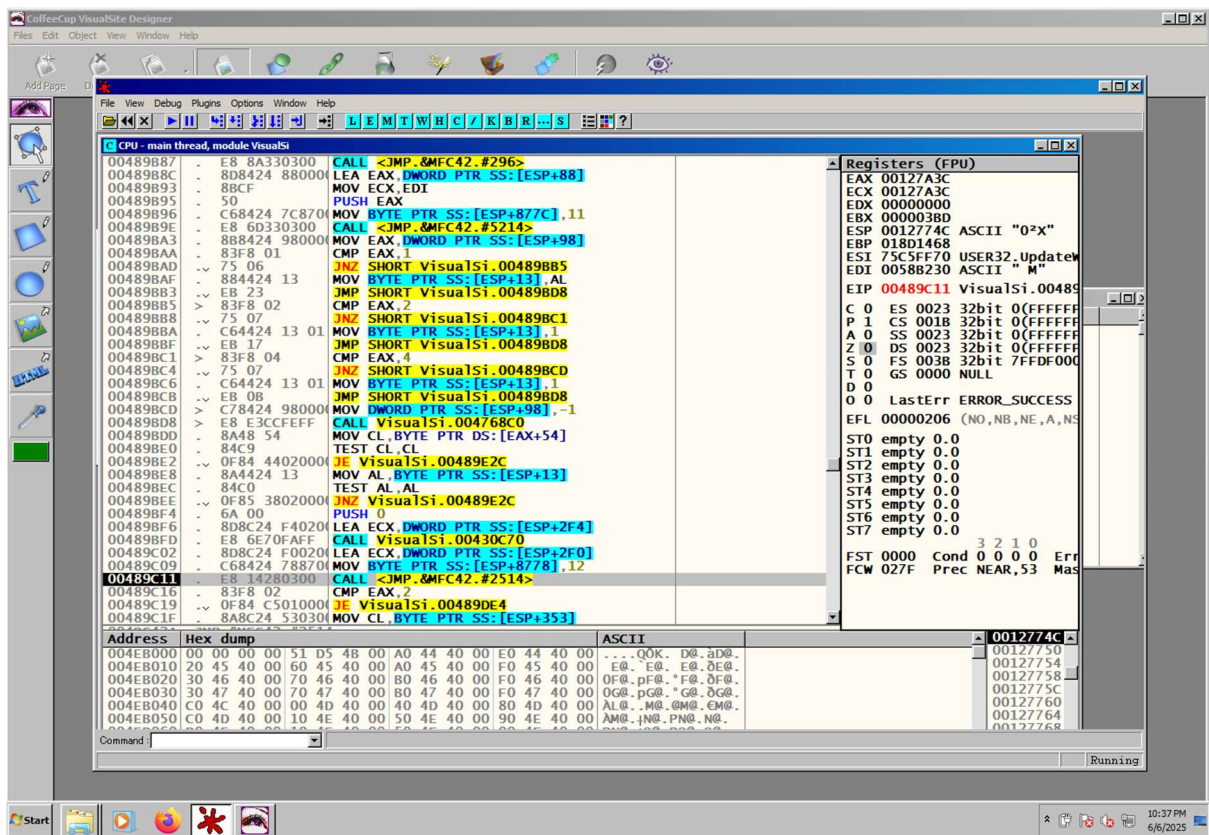 CoffeeCup VisualSite Designer
Files Edit Object View Window Help
Add Page
File View Debug Plugins Options Window Help
L E M T W H C / K B R ... S
CPU - main thread, module VisualSi
00489B87 . E8 8A330300 CALL <JMP.&MFC42.#296>
00489B8C . 8D8424 880000 LEA EAX,DWORD PTR SS:[ESP+88]
00489B93 . 8BCF MOV ECX,EDI
00489B95 . 50 PUSH EAX
00489B96 . C68424 7C8700 MOV BYTE PTR SS:[ESP+877C],11
00489B9E . E8 6D330300 CALL <JMP.&MFC42.#5214>
00489BA3 . 8B8424 980000 MOV EAX,DWORD PTR SS:[ESP+98]
00489BAA . 83F8 01 CMP EAX,1
00489BAD .v 75 06 JNZ SHORT VisualSi.00489BB5
00489BAF . 884424 13 MOV BYTE PTR SS:[ESP+13],AL
00489BB3 .v EB 23 JMP SHORT VisualSi.00489BD8
00489BB5 > 83F8 02 CMP EAX,2
00489BB8 .v 75 07 JNZ SHORT VisualSi.00489BC1
00489BBA . C64424 13 01 MOV BYTE PTR SS:[ESP+13],1
00489BBF .v EB 17 JMP SHORT VisualSi.00489BD8
00489BC1 > 83F8 04 CMP EAX,4
00489BC4 .v 75 07 JNZ SHORT VisualSi.00489BCD
00489BC6 . C64424 13 01 MOV BYTE PTR SS:[ESP+13],1
00489BCB .v EB 0B JMP SHORT VisualSi.00489BD8
00489BCD > C78424 980000 MOV DWORD PTR SS:[ESP+98],-1
00489BD8 > E8 E3CCFEFF CALL VisualSi.004768C0
00489BDD . 8A48 54 MOV CL,BYTE PTR DS:[EAX+54]
00489BE0 . 84C9 TEST CL,CL
00489BE2 .v 0F84 44020000 JE VisualSi.00489E2C
00489BE8 . 8A4424 13 MOV AL,BYTE PTR SS:[ESP+13]
00489BEC . 84C0 TEST AL,AL
00489BEE .v 0F85 38020000 JNZ VisualSi.00489E2C
00489BF4 . 6A 00 PUSH 0
00489BF6 . 8D8C24 F40200 LEA ECX,DWORD PTR SS:[ESP+2F4]
00489BFD . E8 6E70FAFF CALL VisualSi.00430C70
00489C02 . 8D8C24 F00200 LEA ECX,DWORD PTR SS:[ESP+2F0]
00489C09 . C68424 788700 MOV BYTE PTR SS:[ESP+8778],12
00489C11 . E8 14280300 CALL <JMP.&MFC42.#2514>
00489C16 . 83F8 02 CMP EAX,2
00489C19 .v 0F84 C5010000 JE VisualSi.00489DE4
00489C1F . 8A8C24 530300 MOV CL,BYTE PTR SS:[ESP+353]
Registers (FPU)
EAX 00127A3C
ECX 00127A3C
EDX 00000000
EBX 000003BD
ESP 0012774C ASCII "0²X"
EBP 018D1468
ESI 75C5FF70 USER32.UpdateW
EDI 0058B230 ASCII " M"
EIP 00489C11 VisualSi.00489
C 0 ES 0023 32bit 0(FFFFFF
P 1 CS 001B 32bit 0(FFFFFF
A 0 SS 0023 32bit 0(FFFFFF
Z 0 DS 0023 32bit 0(FFFFFF
S 0 FS 003B 32bit 7FFDF000
T 0 GS 0000 NULL
D 0
O 0 LastErr ERROR_SUCCESS
EFL 00000206 (NO,NB,NE,A,NS
ST0 empty 0.0
ST1 empty 0.0
ST2 empty 0.0
ST3 empty 0.0
ST4 empty 0.0
ST5 empty 0.0
ST6 empty 0.0
ST7 empty 0.0
3 2 1 0
FST 0000 Cond 0 0 0 0 Err
FCW 027F Prec NEAR,53 Mas
Address Hex dump ASCII
004EB000 00 00 00 00 51 D5 4B 00 A0 44 40 00 E0 44 40 00 ....QÕK. D@.àD@.
004EB010 20 45 40 00 60 45 40 00 A0 45 40 00 F0 45 40 00 E@.`E@. E@.ðE@.
004EB020 30 46 40 00 70 46 40 00 B0 46 40 00 F0 46 40 00 0F@.pF@.°F@.ðF@.
004EB030 30 47 40 00 70 47 40 00 B0 47 40 00 F0 47 40 00 0G@.pG@.°G@.ðG@.
004EB040 C0 4C 40 00 00 4D 40 00 40 4D 40 00 80 4D 40 00 ÀL@..M@.@M@.€M@.
004EB050 C0 4D 40 00 10 4E 40 00 50 4E 40 00 90 4E 40 00 ÀM@.+N@.PN@.N@.
0012774C
00127750
00127754
00127758
0012775C
00127760
00127764
00127768
Command :
Running
Start
10:37 PM
6/6/2025